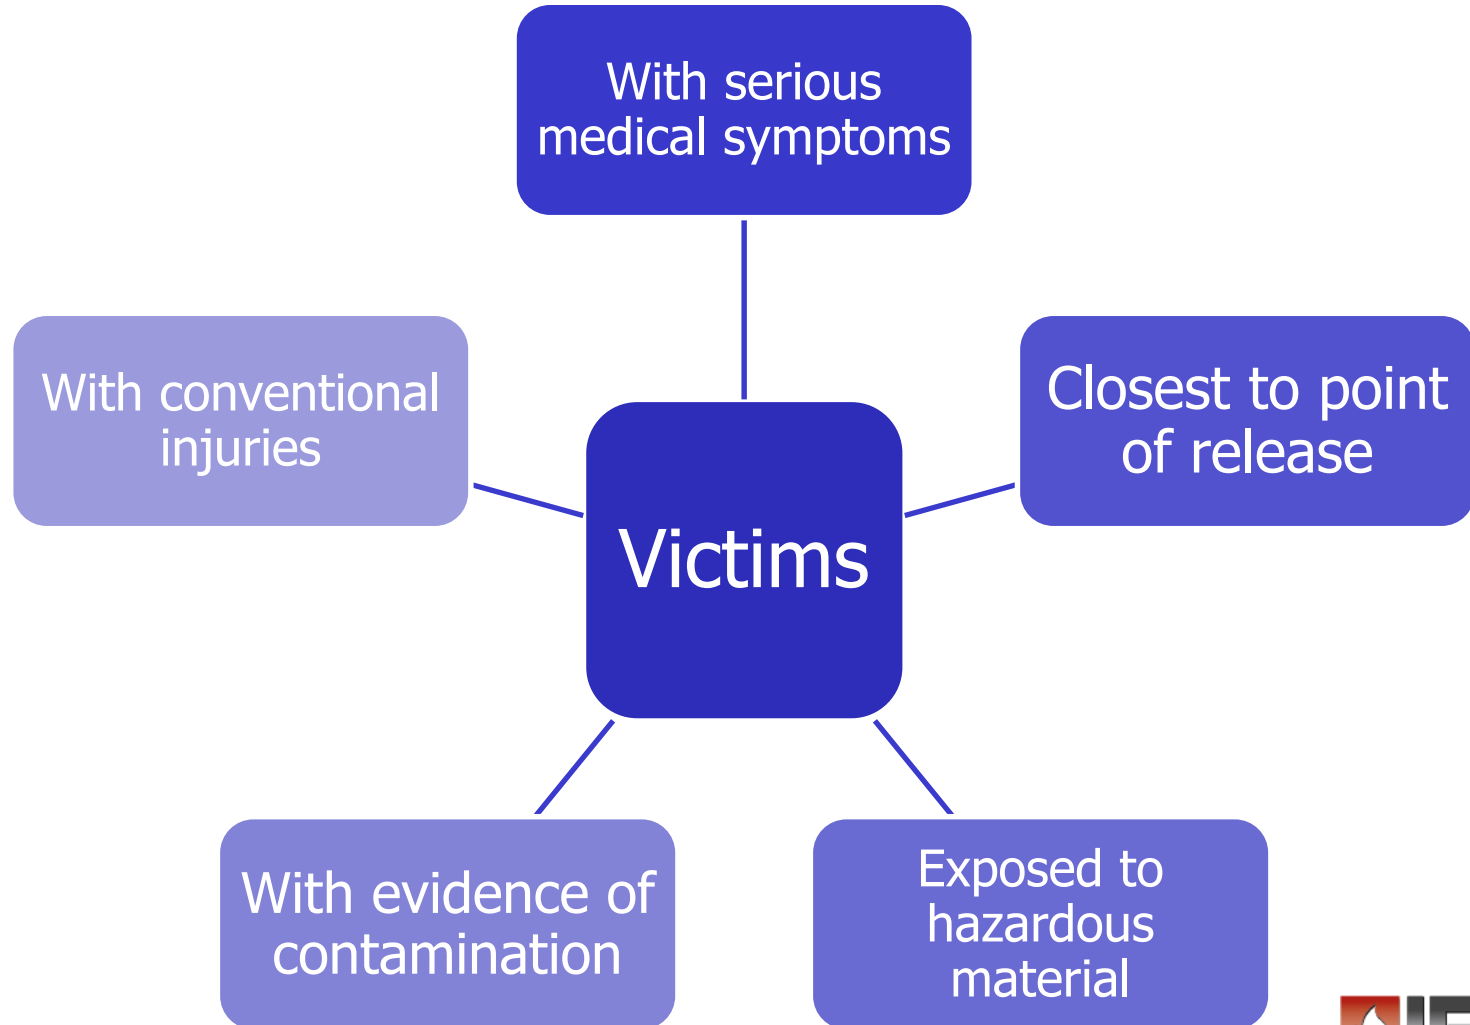 With serious
medical symptoms
With conventional
injuries
Closest to point
of release
Victims
With evidence of
contamination
Exposed to
hazardous
material